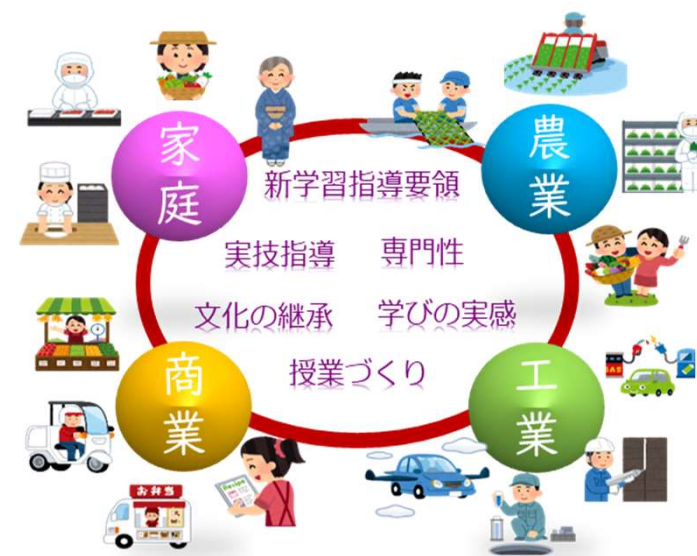 家庭
農業
新学習指導要領
実技指導
専門性
文化の継承
学びの実感
授業づくり
商業
工業
GAS
お弁当
Recipe